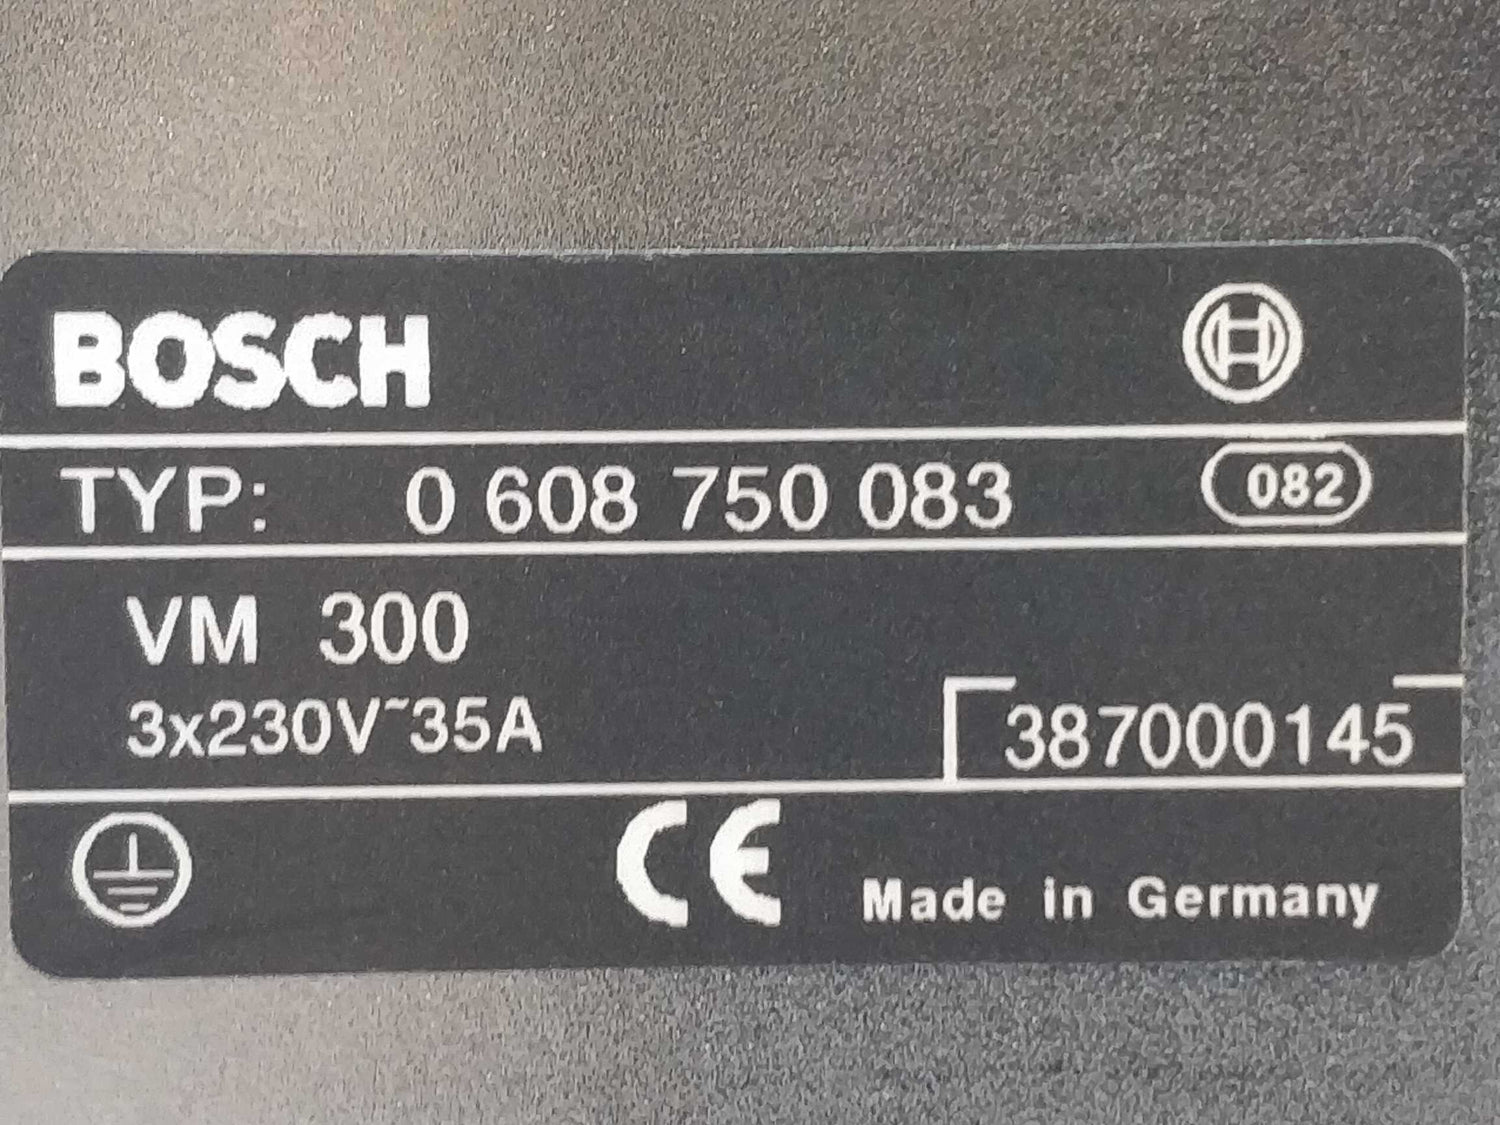 BOSCH
TYP: 0 608 750 083 082
VM 300
3x230V~35A
387000145
CE Made in Germany